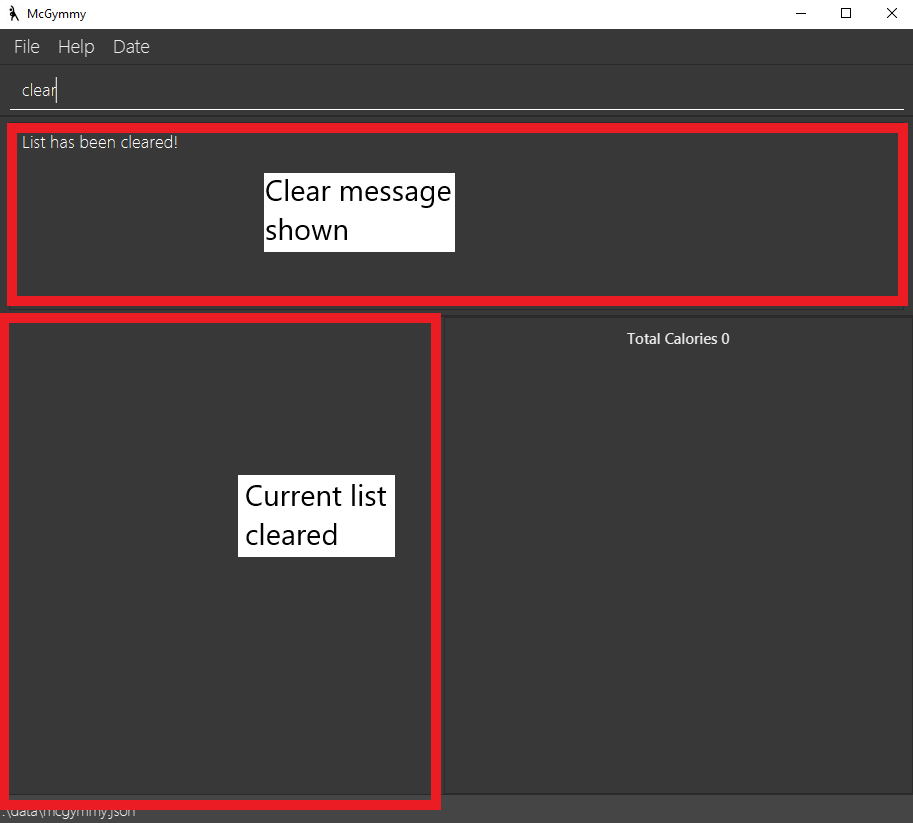 McGymmy
File Help Date
clear
List has been cleared!
Clear message
shown
Total Calories 0
Current list
cleared
.\data\mcgymmy.json